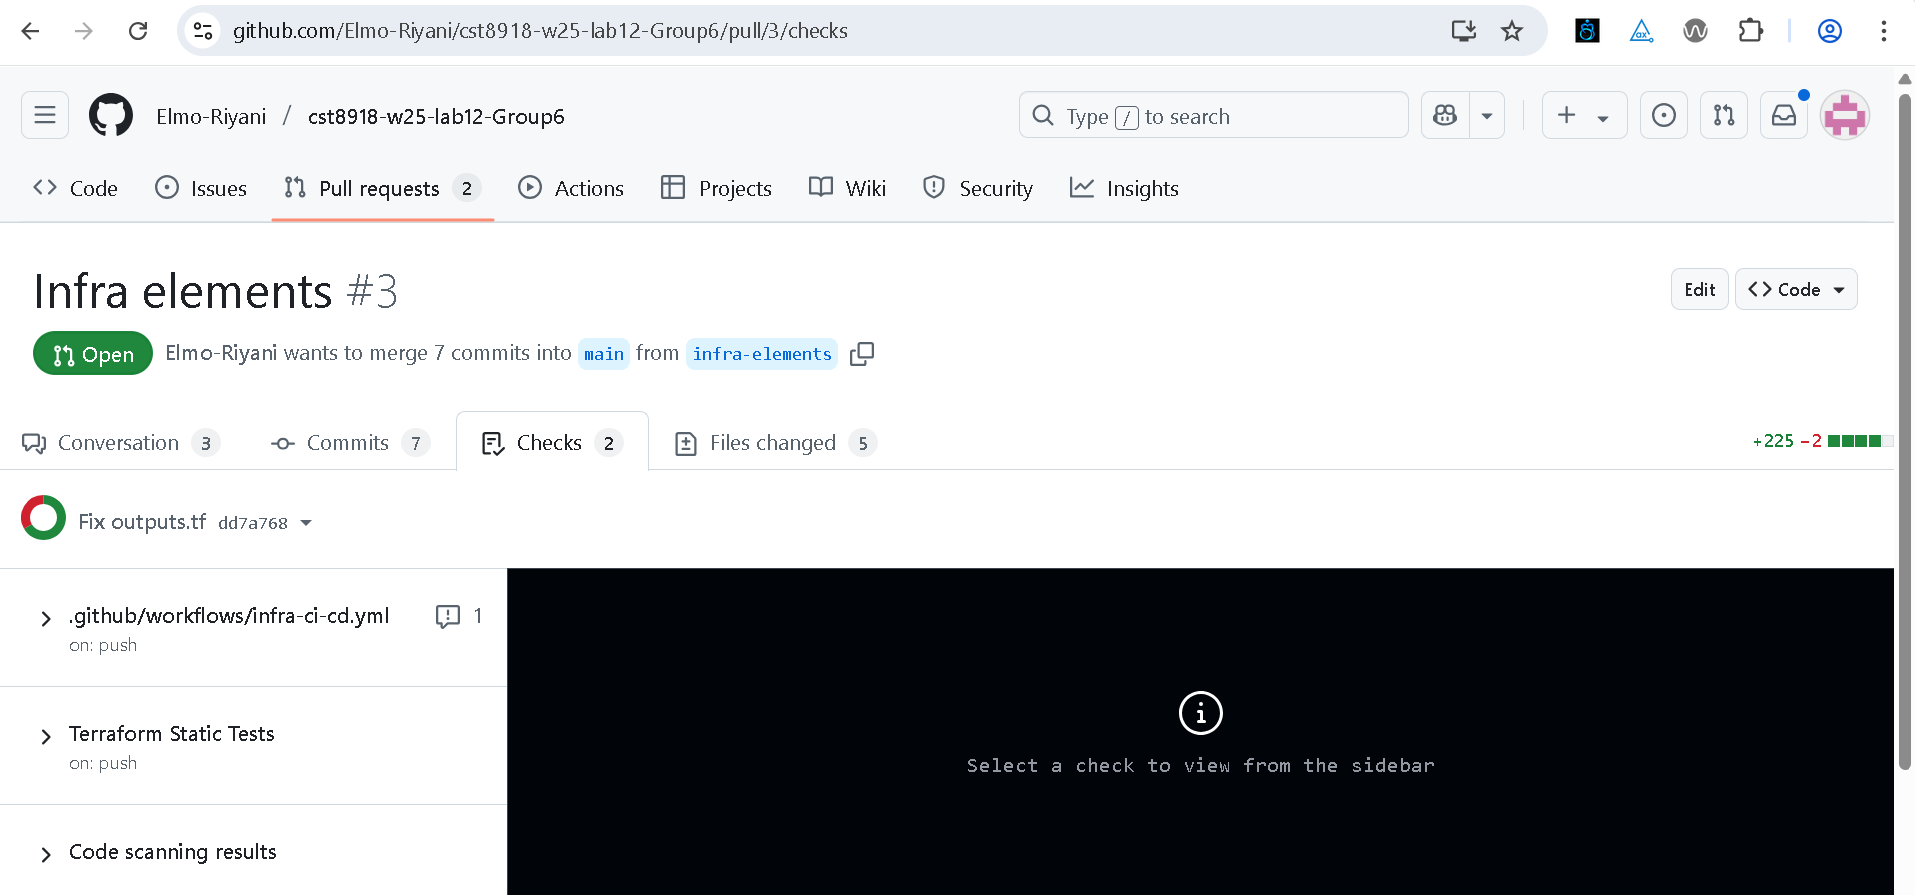 github.com/Elmo-Riyani/cst8918-w25-lab12-Group6/pull/3/checks
Elmo-Riyani / cst8918-w25-lab12-Group6
Type / to search
Code
Issues
Pull requests 2
Actions
Projects
Wiki
Security
Insights
Infra elements #3
Edit
Code
Open
Elmo-Riyani wants to merge 7 commits into main from infra-elements
Conversation 3
Commits 7
Checks 2
Files changed 5
+225 −2
Fix outputs.tf dd7a768
.github/workflows/infra-ci-cd.yml 1
on: push
Terraform Static Tests
on: push
Code scanning results
Select a check to view from the sidebar